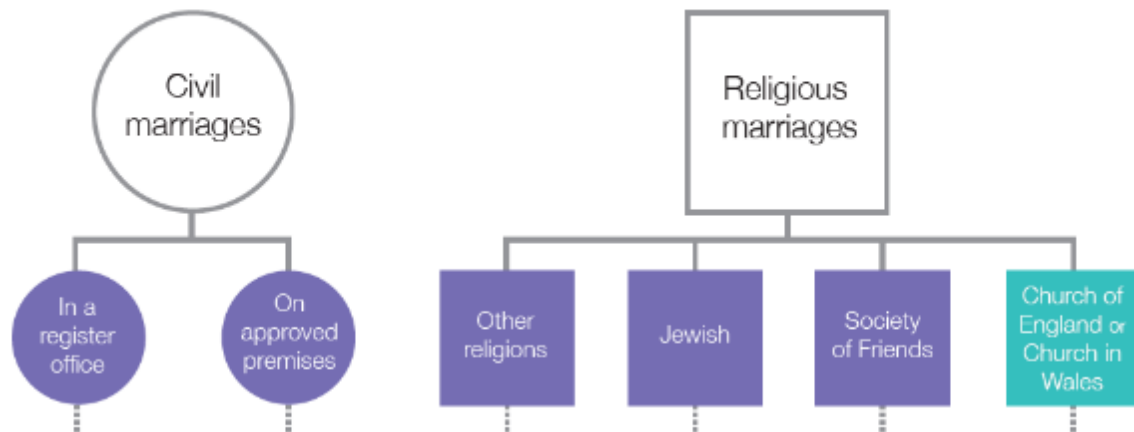 Civil
marriages
Religious
marriages
In a
register
office
On
approved
premises
Other
religions
Jewish
Society
of Friends
Church of
England or
Church in
Wales